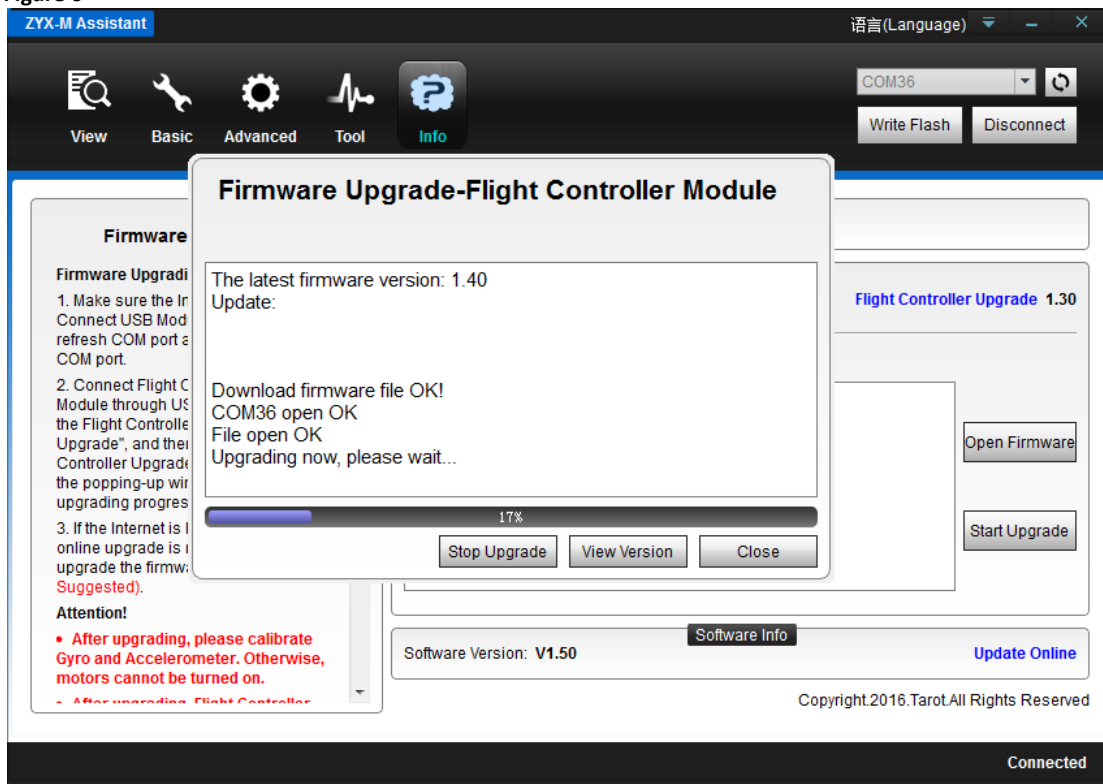 ZYX-M Assistant
语言(Language)
View
Basic
Advanced
Tool
Info
COM36
Write Flash
Disconnect
Firmware Upgrade-Flight Controller Module
The latest firmware version: 1.40
Update:
Download firmware file OK!
COM36 open OK
File open OK
Upgrading now, please wait...
17%
Stop Upgrade
View Version
Close
Firmware
Firmware Upgradi
1. Make sure the
Connect USB Mod
refresh COM port
COM port.
2. Connect Flight
Module through
the Flight Controlle
Upgrade", and
Controller Upgrade
the popping-up
upgrading progres
3. If the Internet is
online upgrade is
upgrade the
Suggested).
Attention!
• After upgrading, please calibrate
Gyro and Accelerometer. Otherwise,
motors cannot be turned on.
• After upgrading, Flight Controller
Flight Controller Upgrade 1.30
Open Firmware
Start Upgrade
Software Info
Software Version: V1.50
Update Online
Copyright.2016.Tarot.All Rights Reserved
Connected